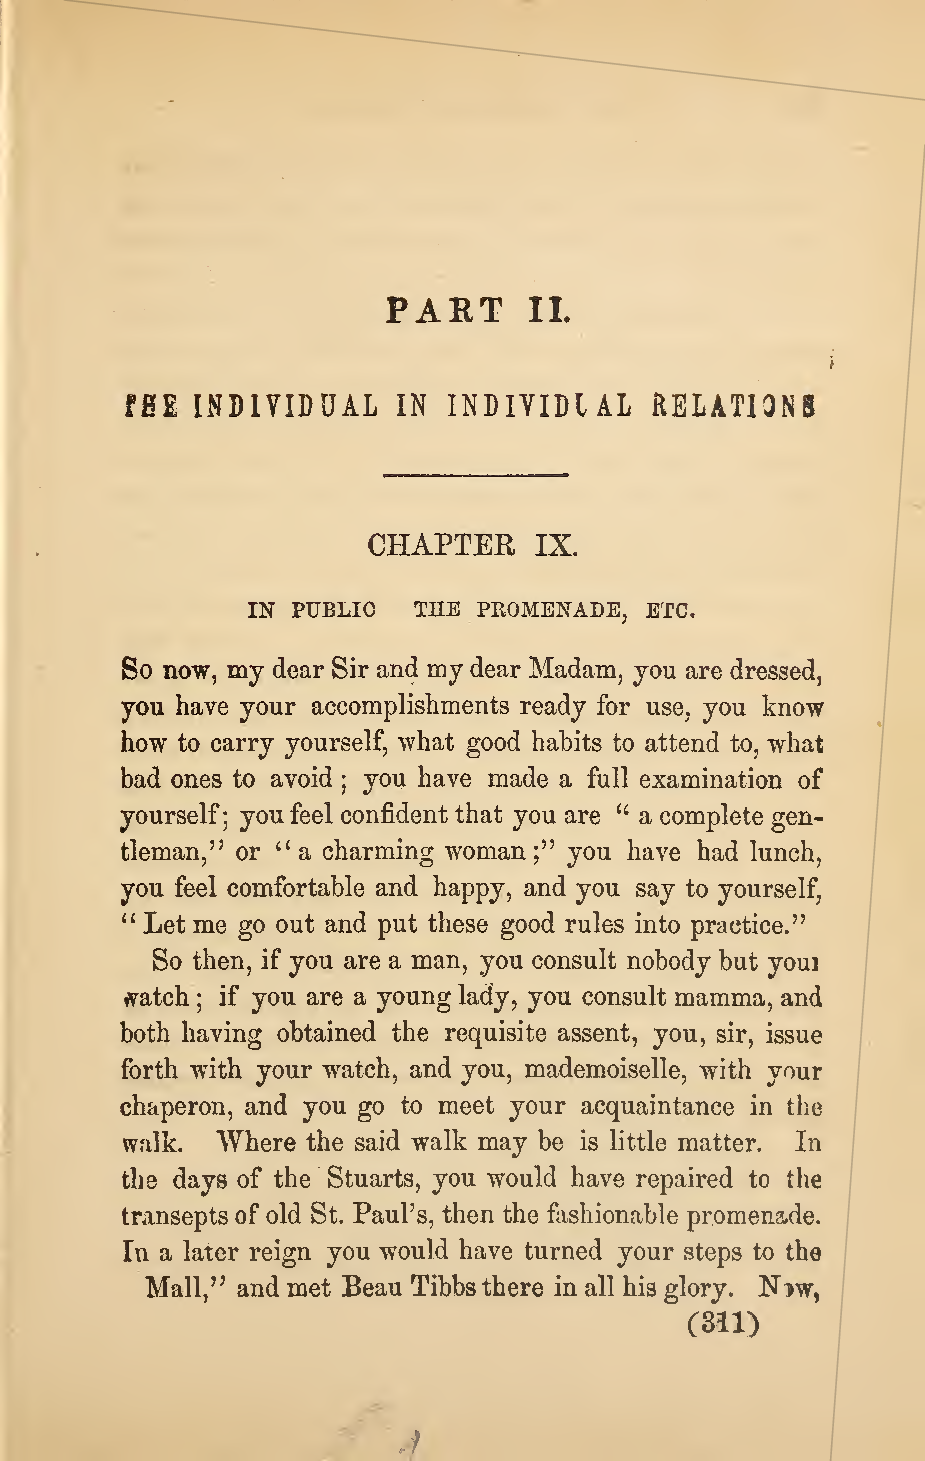 PART II.
THE INDIVIDUAL IN INDIVIDUAL RELATIONS
CHAPTER IX.
IN PUBLIC THE PROMENADE, ETC.
So now, my dear Sir and my dear Madam, you are dressed,
you have your accomplishments ready for use, you know
how to carry yourself, what good habits to attend to, what
bad ones to avoid; you have made a full examination of
yourself; you feel confident that you are "a complete gen-
tleman," or "a charming woman;" you have had lunch,
you feel comfortable and happy, and you say to yourself,
"Let me go out and put these good rules into practice."
So then, if you are a man, you consult nobody but your
watch; if you are a young lady, you consult mamma, and
both having obtained the requisite assent, you, sir, issue
forth with your watch, and you, mademoiselle, with your
chaperon, and you go to meet your acquaintance in the
walk. Where the said walk may be is little matter. In
the days of the Stuarts, you would have repaired to the
transepts of old St. Paul's, then the fashionable promenade.
In a later reign you would have turned your steps to the
Mall," and met Beau Tibbs there in all his glory. Now,
(311)